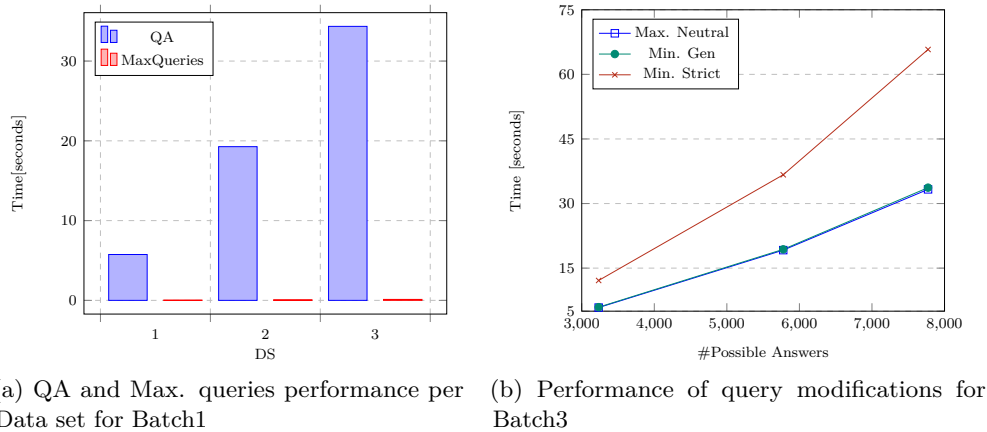 QA
MaxQueries
30
20
10
0
Time[seconds]
1
2
3
DS
Max. Neutral
Min. Gen
Min. Strict
75
60
45
30
15
5
Time [seconds]
3,000
4,000
5,000
6,000
7,000
8,000
#Possible Answers
a) QA and Max. queries performance per
Data set for Batch1
(b) Performance of query modifications for
Batch3